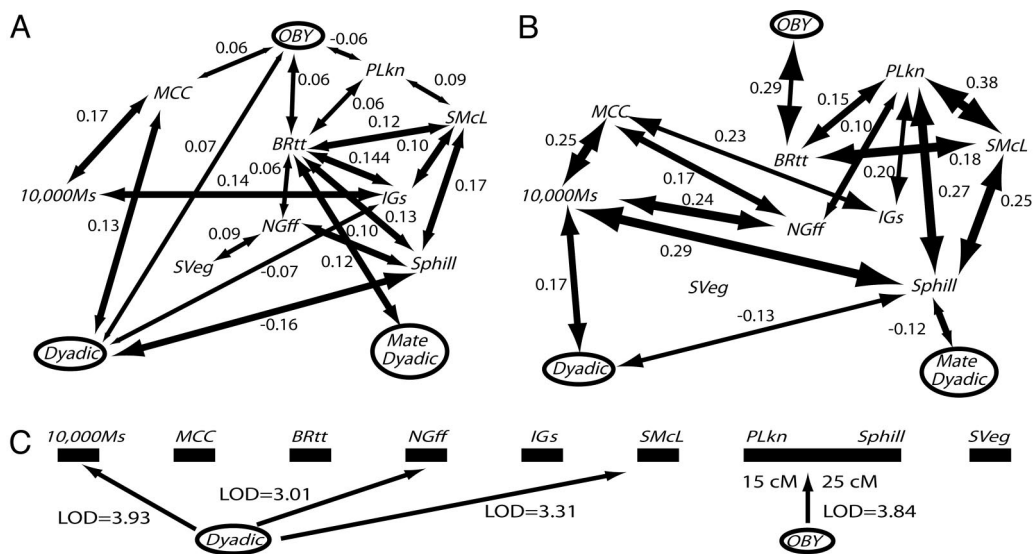 A
OBY
0.06
-0.06
MCC
0.06
PLkn
0.09
0.17
0.06
SMcL
0.12
BRtt
0.07
0.144
0.10
0.06
10,000Ms
0.14
IGs
0.17
0.13
NGff
0.13
0.10
0.09
SVeg
-0.07
0.12
Sphill
-0.16
Dyadic
Mate
Dyadic
B
OBY
PLkn
0.29
0.38
0.15
MCC
0.23
0.10
SMcL
0.25
BRtt
0.18
0.17
0.20
10,000Ms
0.24
IGs
0.27
0.25
NGff
0.29
0.17
SVeg
Sphill
-0.13
-0.12
Dyadic
Mate
Dyadic
C
10,000Ms MCC BRtt NGff IGs SMcL PLkn Sphill SVeg
15 cM 25 cM
LOD=3.93 LOD=3.01 LOD=3.31 LOD=3.84
Dyadic OBY